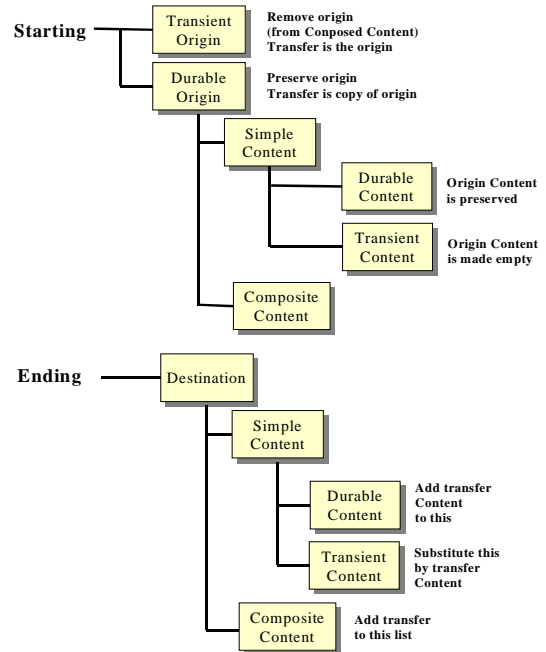 Starting
Transient
Origin
Remove origin
(from Conposed Content)
Transfer is the origin
Durable
Origin
Preserve origin
Transfer is copy of origin
Simple
Content
Durable
Content
Origin Content
is preserved
Transient
Content
Origin Content
is made empty
Composite
Content
Ending
Destination
Simple
Content
Durable
Content
Add transfer
Content
to this
Transient
Content
Substitute this
by transfer
Content
Composite
Content
Add transfer
to this list